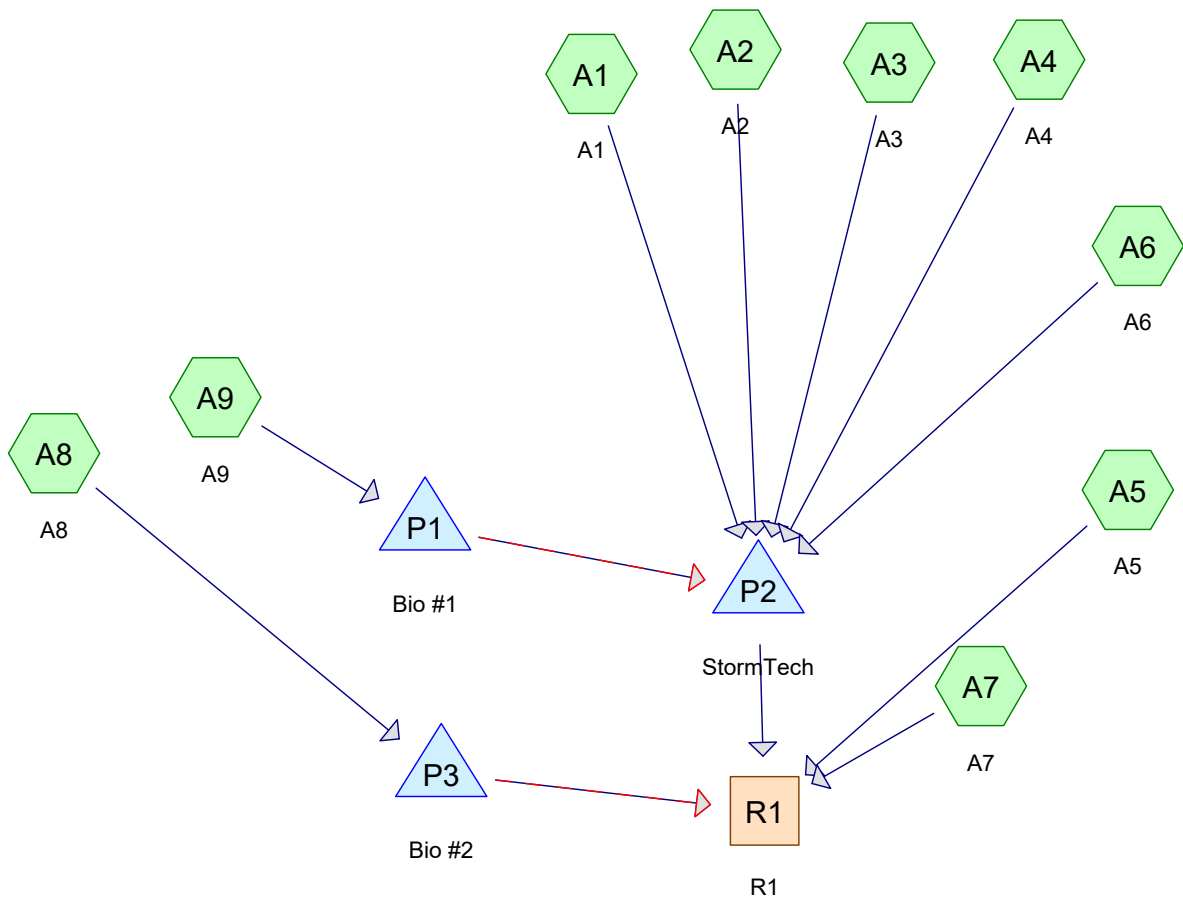 A1
A1
A2
A2
A3
A3
A4
A4
A6
A6
A9
A9
A8
A8
A5
A5
P1
Bio #1
P2
StormTech
A7
A7
P3
Bio #2
R1
R1